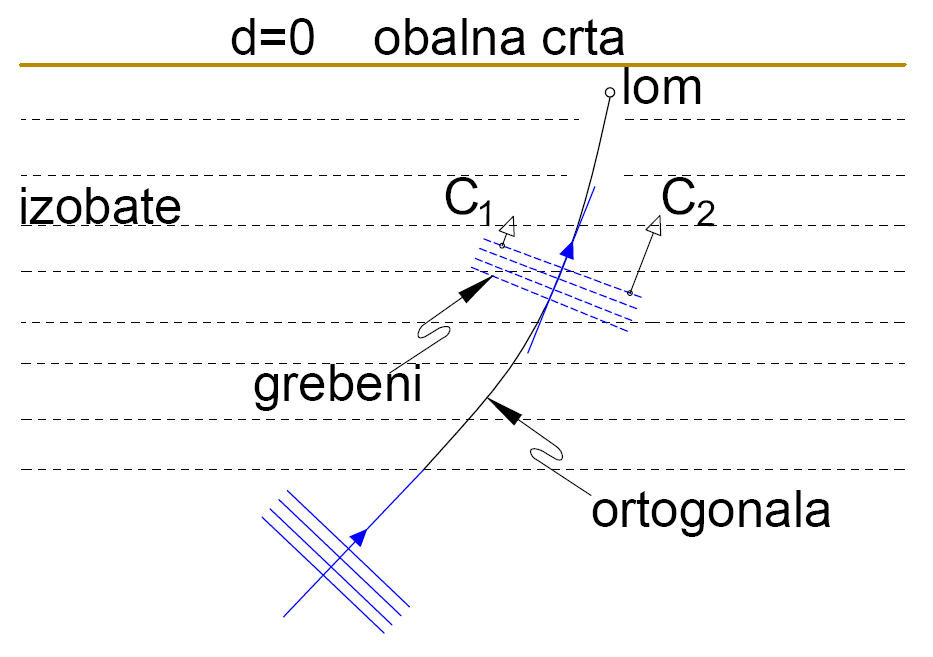 d=0 obalna crta
lom
izobate
C1
C2
grebeni
ortogonala